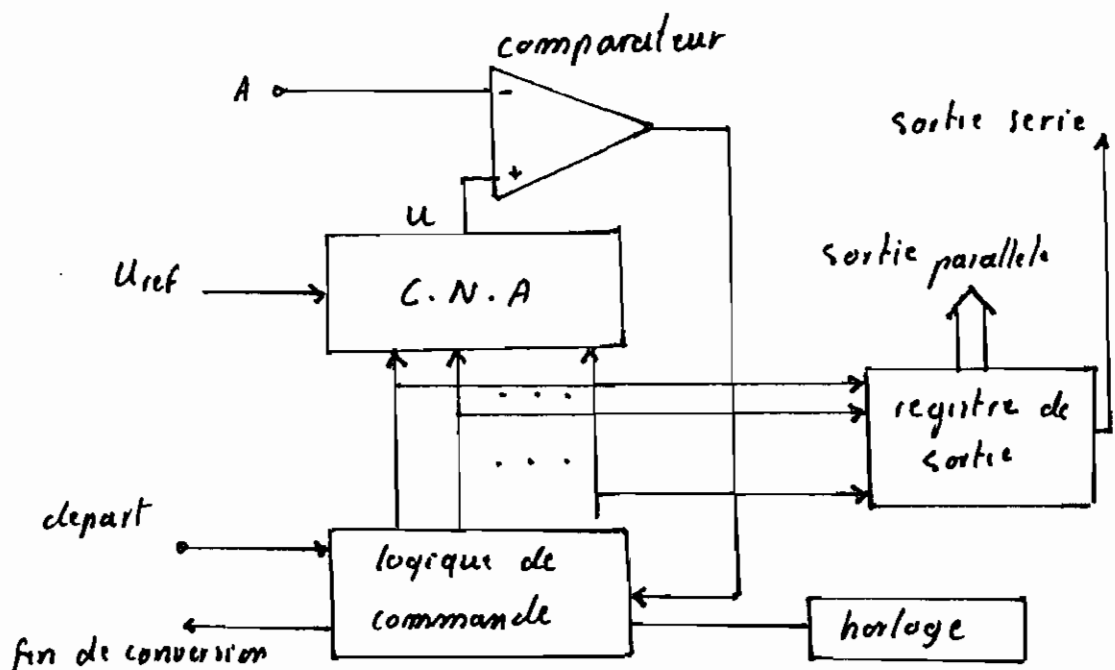 comparateur
A
-
+
sortie serie
U
sortie parallele
Uref
C.N.A
...
registre de
sortie
...
depart
logique de
commande
horloge
fin de conversion